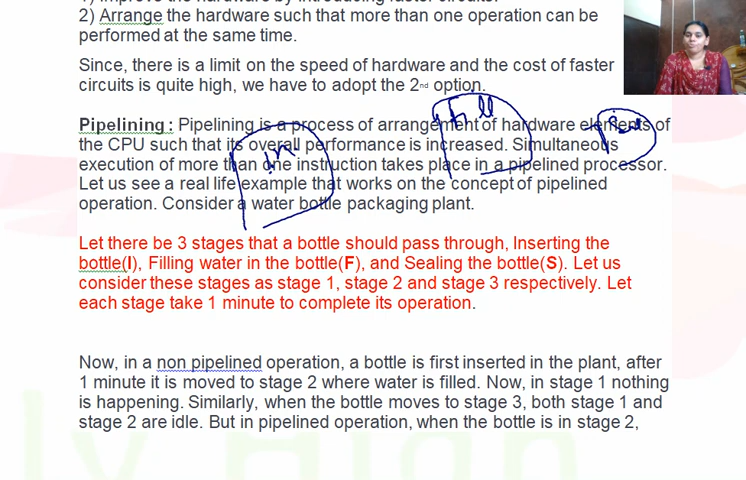 1) Improve the hardware by introducing faster circuits.
2) Arrange the hardware such that more than one operation can be
performed at the same time.
Since, there is a limit on the speed of hardware and the cost of faster
circuits is quite high, we have to adopt the 2nd option.
Pipelining : Pipelining is a process of arrangement of hardware elements of
the CPU such that its overall performance is increased. Simultaneous
execution of more than one instruction takes place in a pipelined processor.
Let us see a real life example that works on the concept of pipelined
operation. Consider a water bottle packaging plant.
in
fill
Let there be 3 stages that a bottle should pass through, Inserting the
bottle(I), Filling water in the bottle(F), and Sealing the bottle(S). Let us
consider these stages as stage 1, stage 2 and stage 3 respectively. Let
each stage take 1 minute to complete its operation.
Now, in a non pipelined operation, a bottle is first inserted in the plant, after
1 minute it is moved to stage 2 where water is filled. Now, in stage 1 nothing
is happening. Similarly, when the bottle moves to stage 3, both stage 1 and
stage 2 are idle. But in pipelined operation, when the bottle is in stage 2,